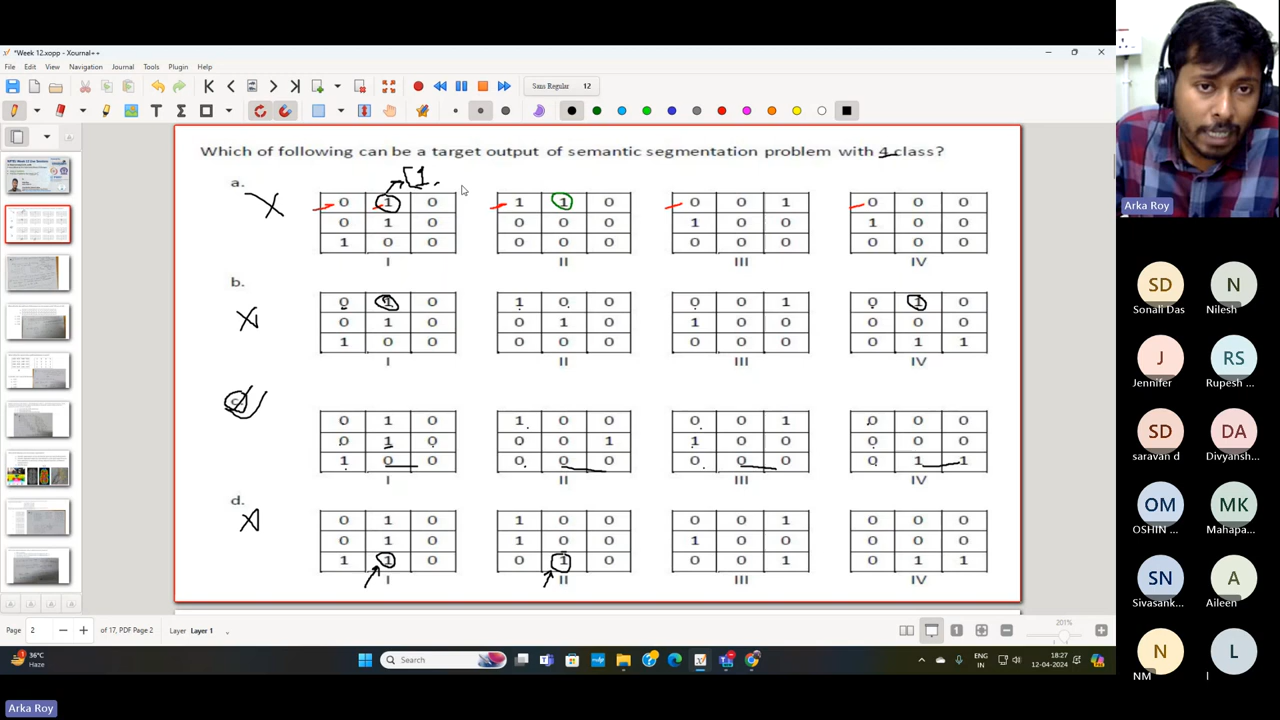 *Week 12.xopp - Xournal++
File Edit View Navigation Journal Tools Plugin Help
Sans Regular 12
Which of following can be a target output of semantic segmentation problem with 4 class?
a.
[1.
0 1 0 1 1 0 0 0 1 0 0 0
0 1 0 0 0 0 1 0 0 1 0 0
1 0 0 0 0 0 0 0 0 0 0 0
I II III IV
b.
0 1 0 1 0 0 0 0 1 0 1 0
0 1 0 0 1 0 1 0 0 0 0 0
1 0 0 0 0 0 0 0 0 0 1 1
I II III IV
c.
0 1 0 1 0 0 0 0 1 0 0 0
0 1 0 0 0 1 1 0 0 0 0 0
1 0 0 0 0 0 0 0 0 0 1 1
I II III IV
d.
0 1 0 1 0 0 0 0 1 0 0 0
0 1 0 1 0 0 1 0 0 0 0 0
1 1 0 0 1 0 0 0 1 0 1 1
I II III IV
Page 2 of 17, PDF Page 2 Layer Layer 1 201%
36°C
Haze
Search
ENG
IN
18:27
12-04-2024
Arka Roy
Arka Roy
SD N
Sonali Das Nilesh
J RS
Jennifer Rupesh ...
SD DA
saravan d Divyansh...
OM MK
OSHIN ... Mahapa...
SN A
Sivasank... Aileen
N L
NM l